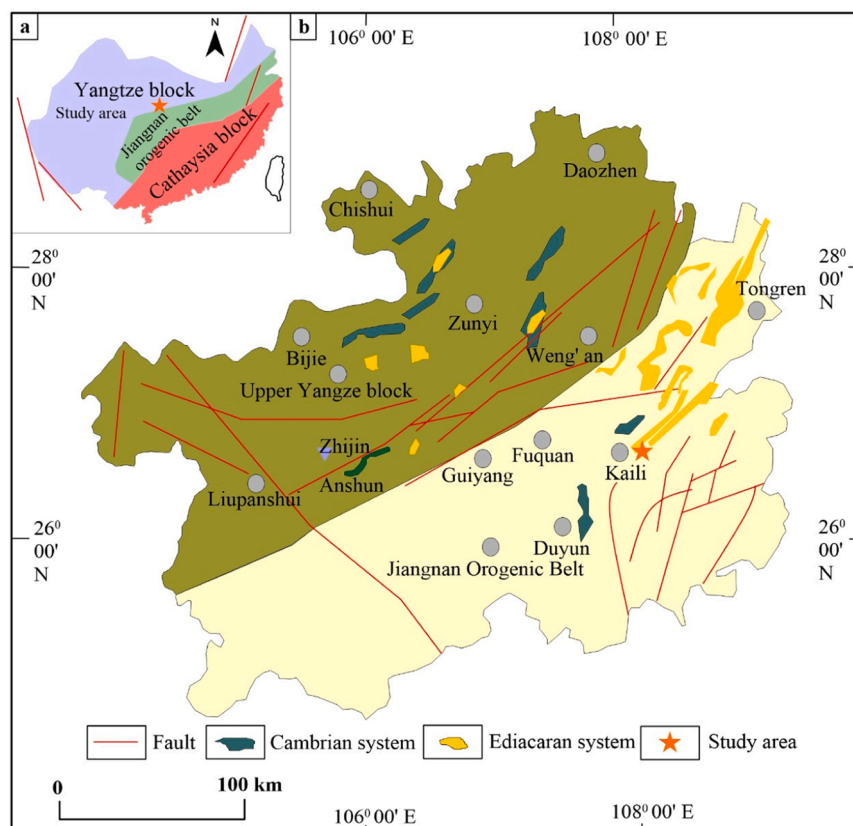 a
N
Yangtze block
Study area
Jiangnan
orogenic belt
Cathaysia block
b
106⁰ 00' E
108⁰ 00' E
Daozhen
Chishui
28⁰
00'
N
28⁰
00'
N
Tongren
Zunyi
Bijie
Weng' an
Upper Yangze block
Zhijin
Fuquan
Liupanshui
Anshun
Guiyang
Kaili
26⁰
00'
N
26⁰
00'
N
Duyun
Jiangnan Orogenic Belt
Fault
Cambrian system
Ediacaran system
Study area
0
100 km
106⁰ 00' E
108⁰ 00' E